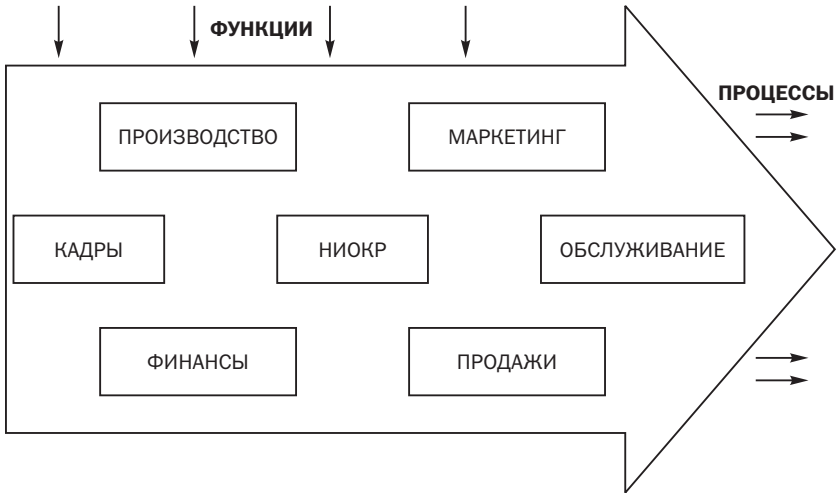 ФУНКЦИИ
ПРОЦЕССЫ
ПРОИЗВОДСТВО
МАРКЕТИНГ
КАДРЫ
НИОКР
ОБСЛУЖИВАНИЕ
ФИНАНСЫ
ПРОДАЖИ